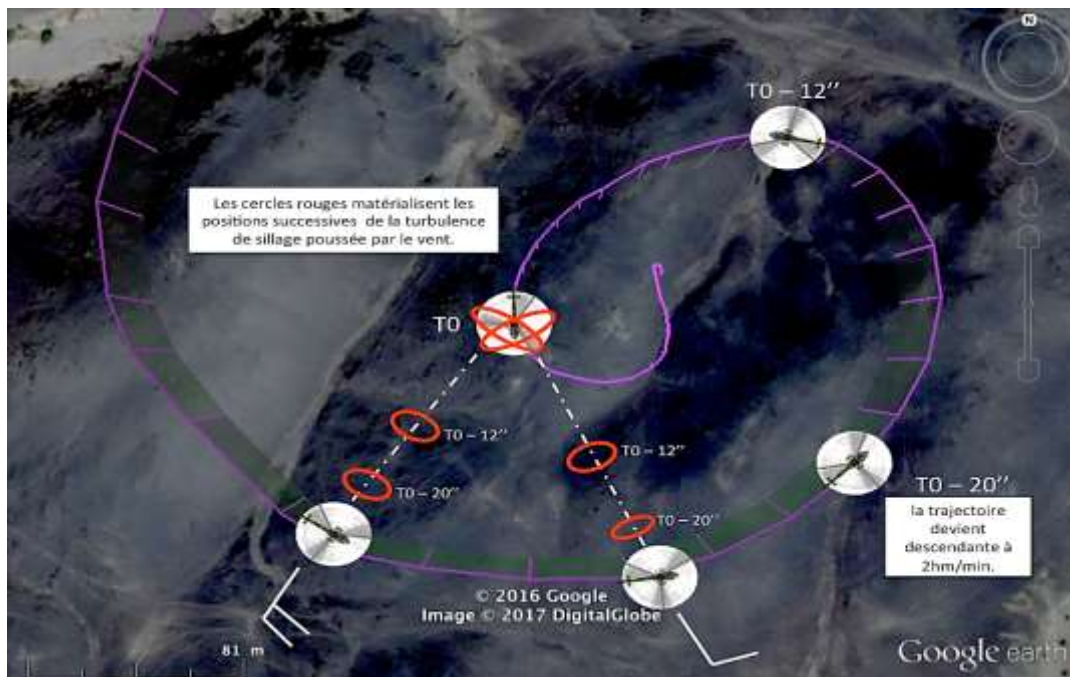 N
T0 – 12’’
Les cercles rouges matérialisent les
positions successives de la turbulence
de sillage poussée par le vent.
T0
T0 – 12’’
T0 – 12’’
T0 – 20’’
T0 – 20’’
T0 – 20’’
la trajectoire
devient
descendante à
2hm/min.
© 2016 Google
Image © 2017 DigitalGlobe
81 m
Google earth